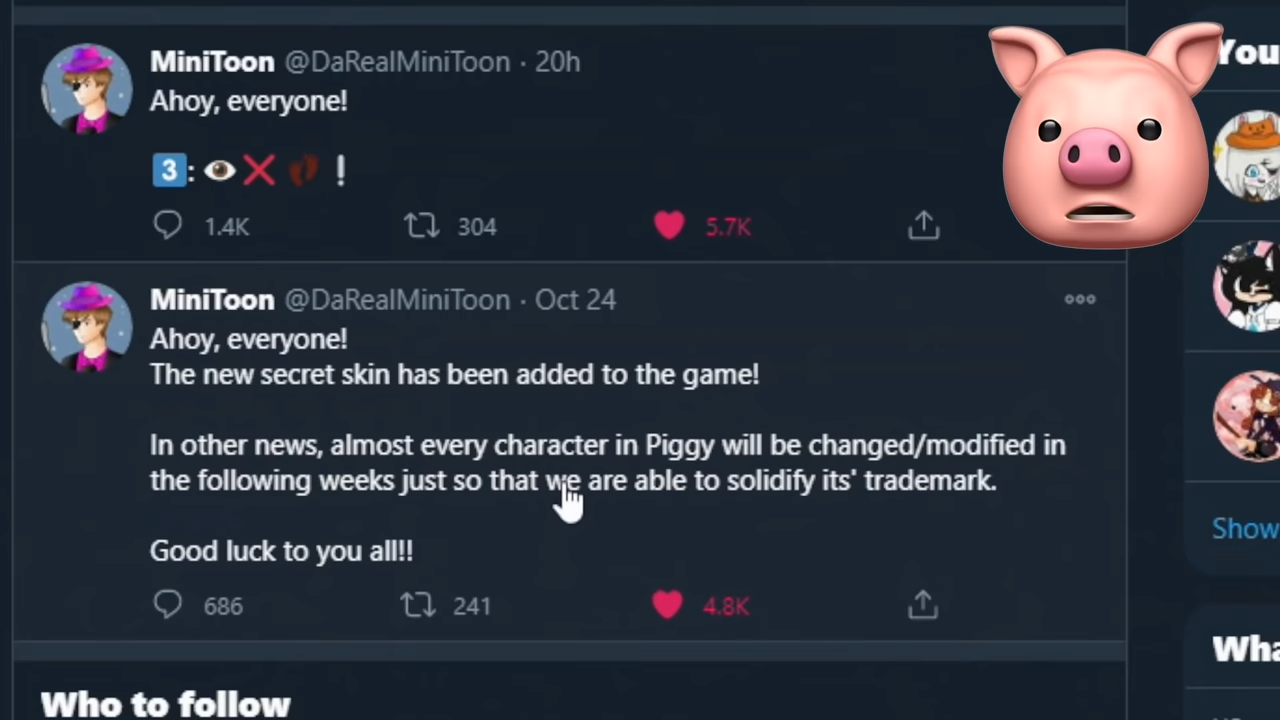 MiniToon @DaRealMiniToon · 20h
Ahoy, everyone!
3️⃣: 👁️❌👣❗
1.4K 304 5.7K
MiniToon @DaRealMiniToon · Oct 24
Ahoy, everyone!
The new secret skin has been added to the game!
In other news, almost every character in Piggy will be changed/modified in
the following weeks just so that we are able to solidify its' trademark.
Good luck to you all!!
686 241 4.8K
Who to follow
You
Show
Wha